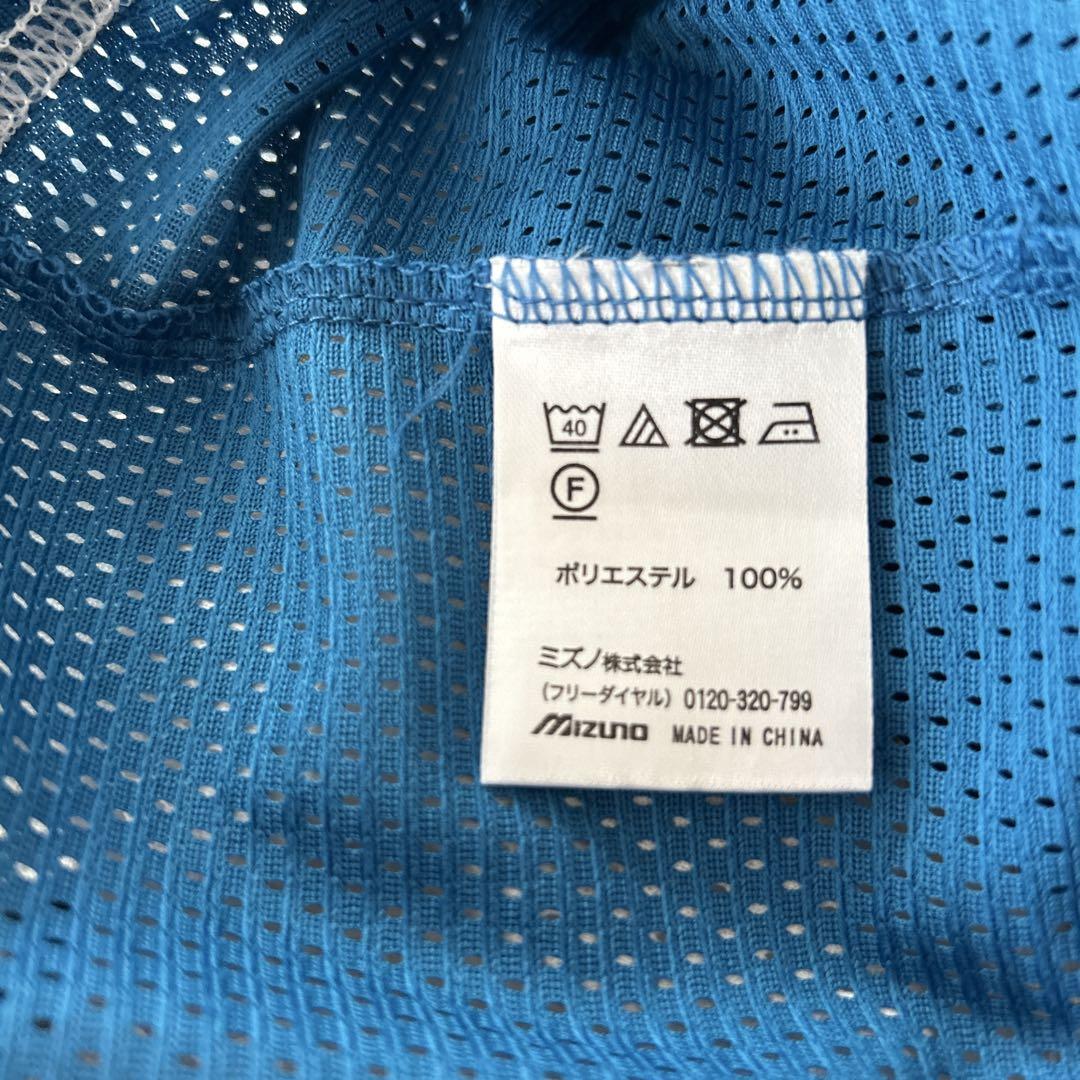 40
F
ポリエステル 100%
ミズノ株式会社
(フリーダイヤル) 0120-320-799
MIZUNO MADE IN CHINA